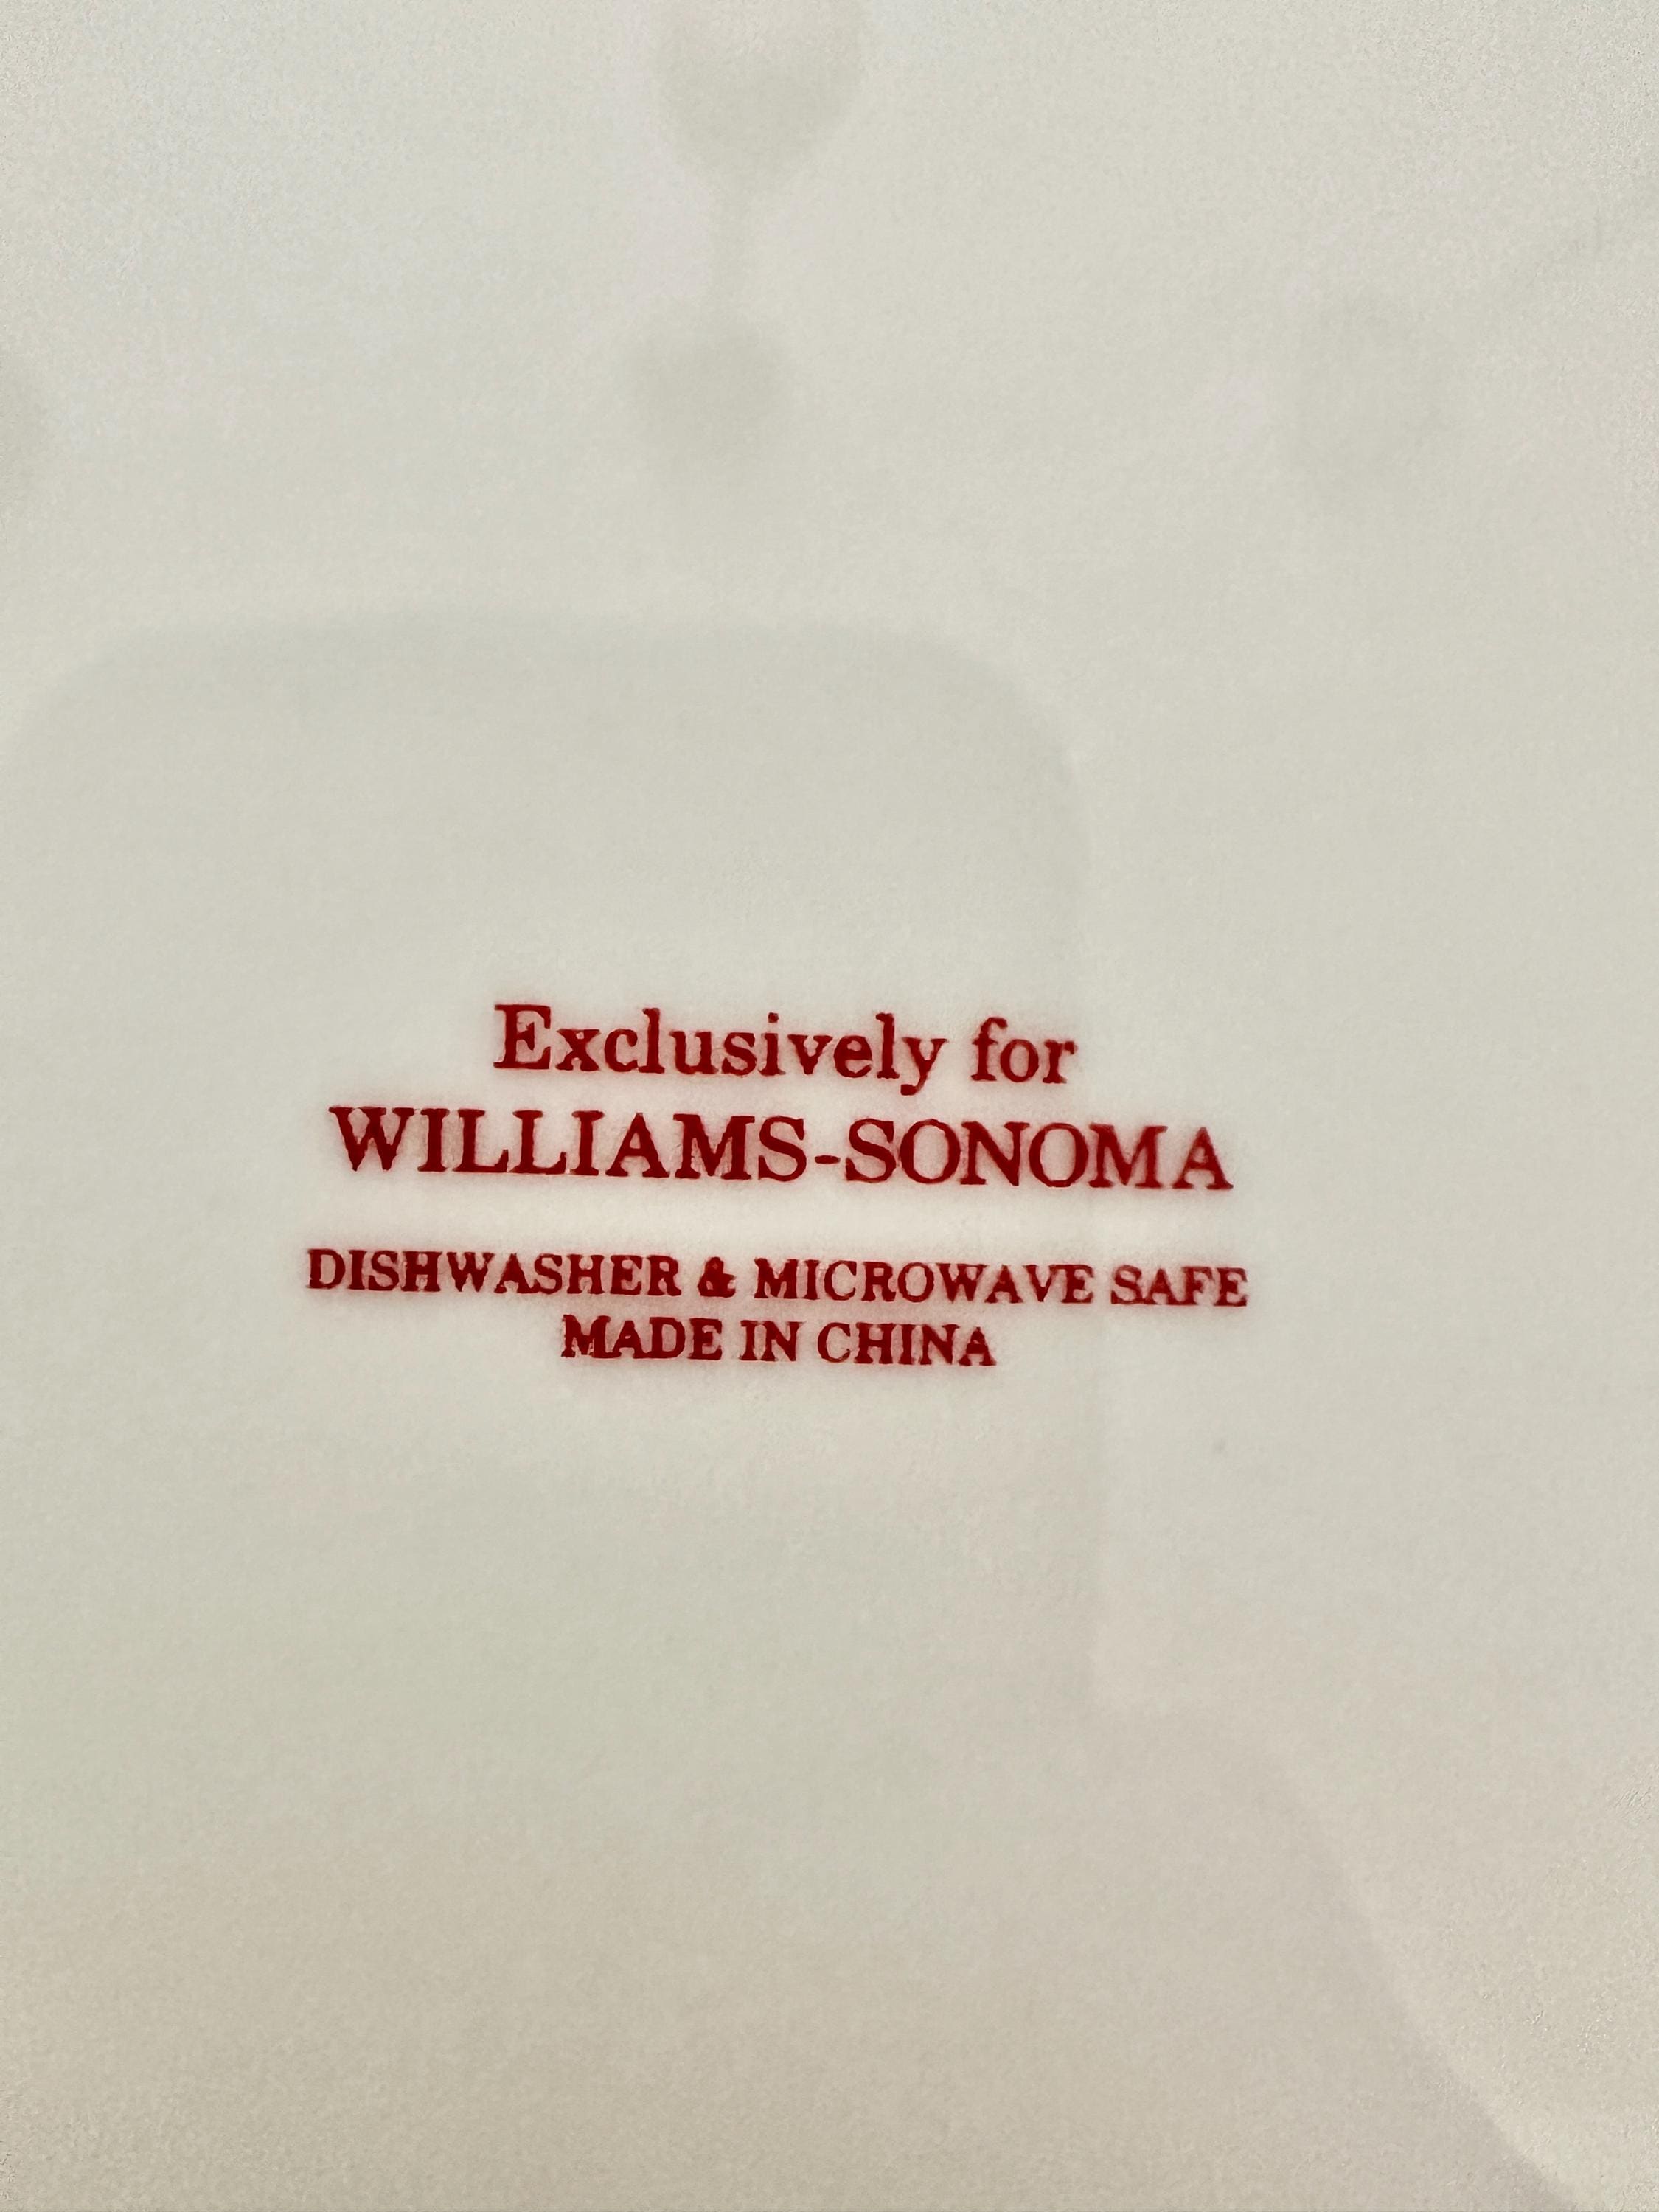 Exclusively for
WILLIAMS-SONOMA
DISHWASHER & MICROWAVE SAFE
MADE IN CHINA